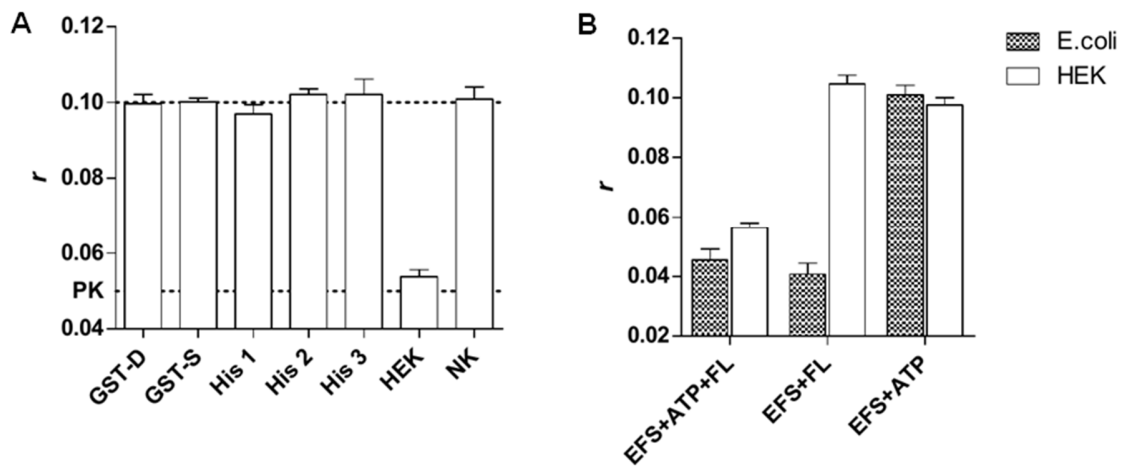 A
0.12
0.10
0.08
0.06
PK
0.04
r
GST-D
GST-S
His 1
His 2
His 3
HEK
NK
B
0.12
0.10
0.08
0.06
0.04
0.02
r
EFS+ATP+FL
EFS+FL
EFS+ATP
E.coli
HEK